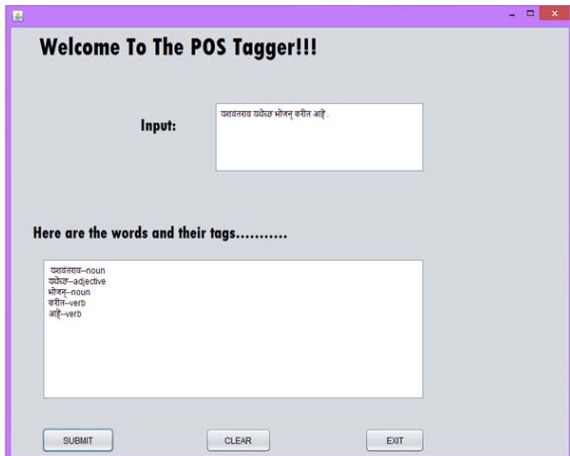 Welcome To The POS Tagger!!!
Input:
यशवंतराव यथेच्छ भोजन् करीत आहे .
Here are the words and their tags...........
यशवंतराव--noun
यथेच्छ--adjective
भोजन्--noun
करीत--verb
आहे--verb
SUBMIT
CLEAR
EXIT